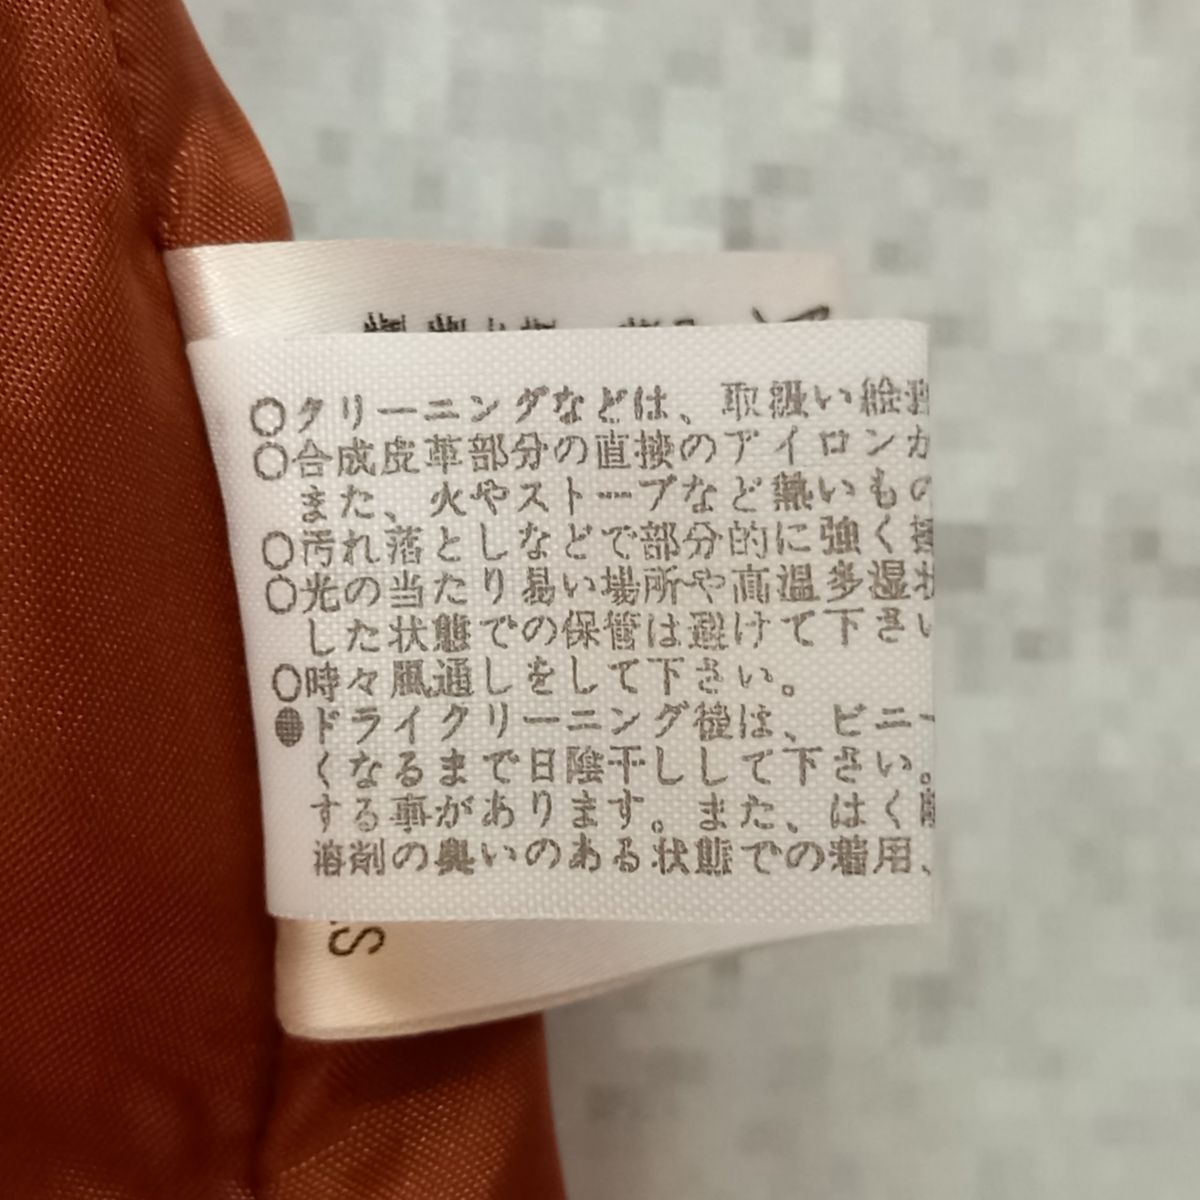 ○クリーニングなどは、取扱い絵
○合成皮革部分の直接のアイロンか
また、火やストーブなど熱いもの
○汚れ落としなどで部分的に強く擦
○光の当たり易い場所や高温多湿状
した状態での保管は避けて下さい
○時々風通しをして下さい。
●ドライクリーニング後は、ビニー
くなるまで日陰干しして下さい。
する事があります。また、はく離
溶剤の臭いのある状態での着用、
S